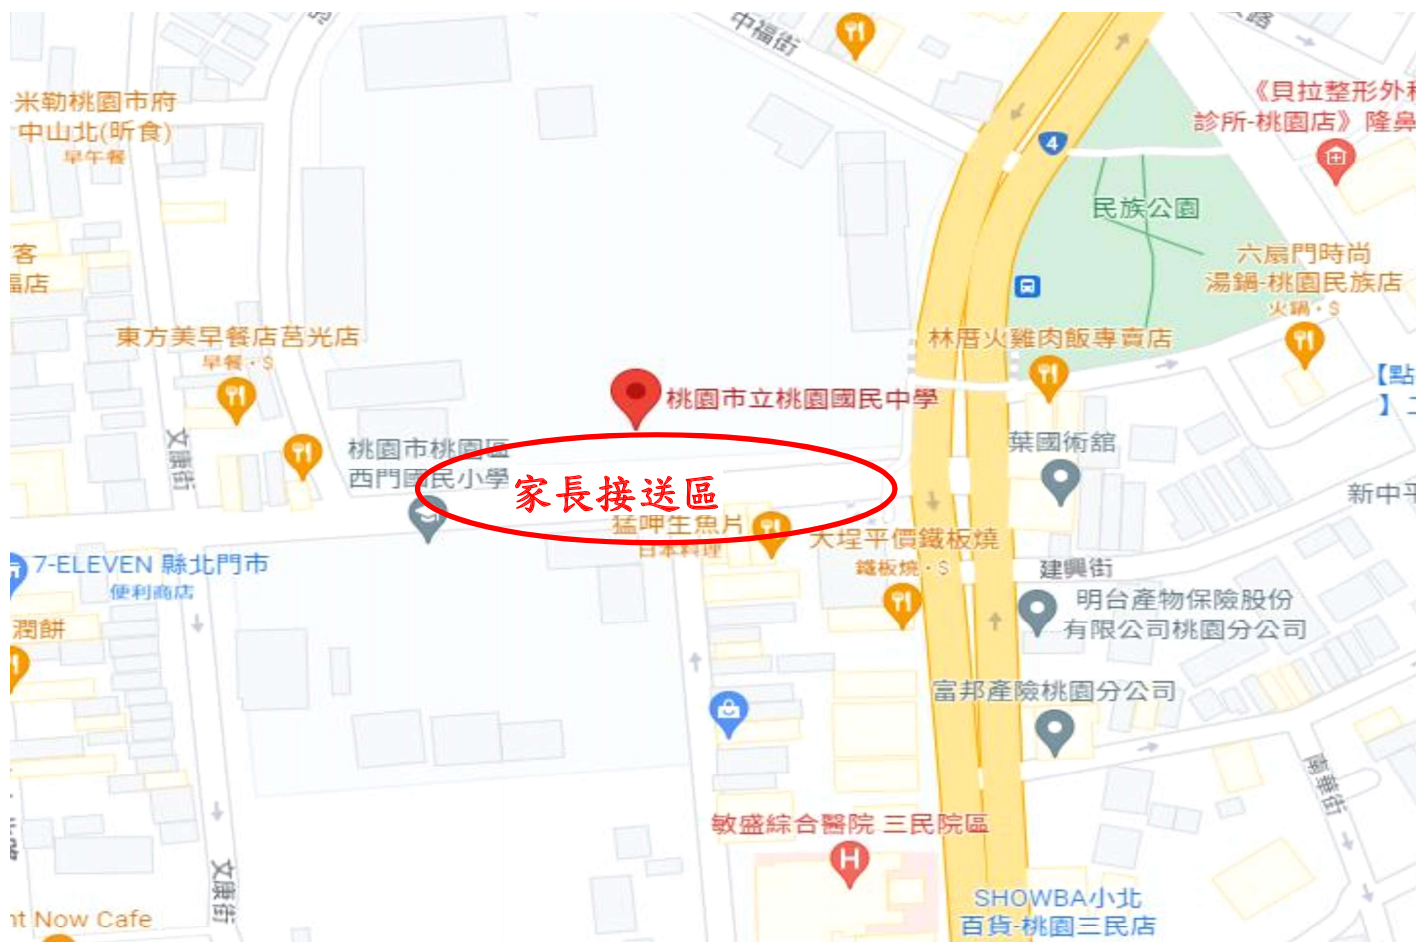 中福街
米勒桃園市府
中山北(昕食)
早午餐
《貝拉整形外科
診所-桃園店》隆鼻
4
民族公園
客
福店
六扇門時尚
湯鍋-桃園民族店
火鍋・$
東方美早餐店莒光店
早餐・$
林厝火雞肉飯專賣店
【點
】
桃園市立桃園國民中學
文康街
桃園市桃園區
西門國民小學
葉國術館
家長接送區
新中平
猛呷生魚片
日本料理
大埕平價鐵板燒
鐵板燒・$
7-ELEVEN 縣北門市
便利商店
建興街
明台產物保險股份
有限公司桃園分公司
潤餅
富邦產險桃園分公司
南華街
敏盛綜合醫院 三民院區
H
文康街
SHOWBA小北
百貨-桃園三民店
nt Now Cafe